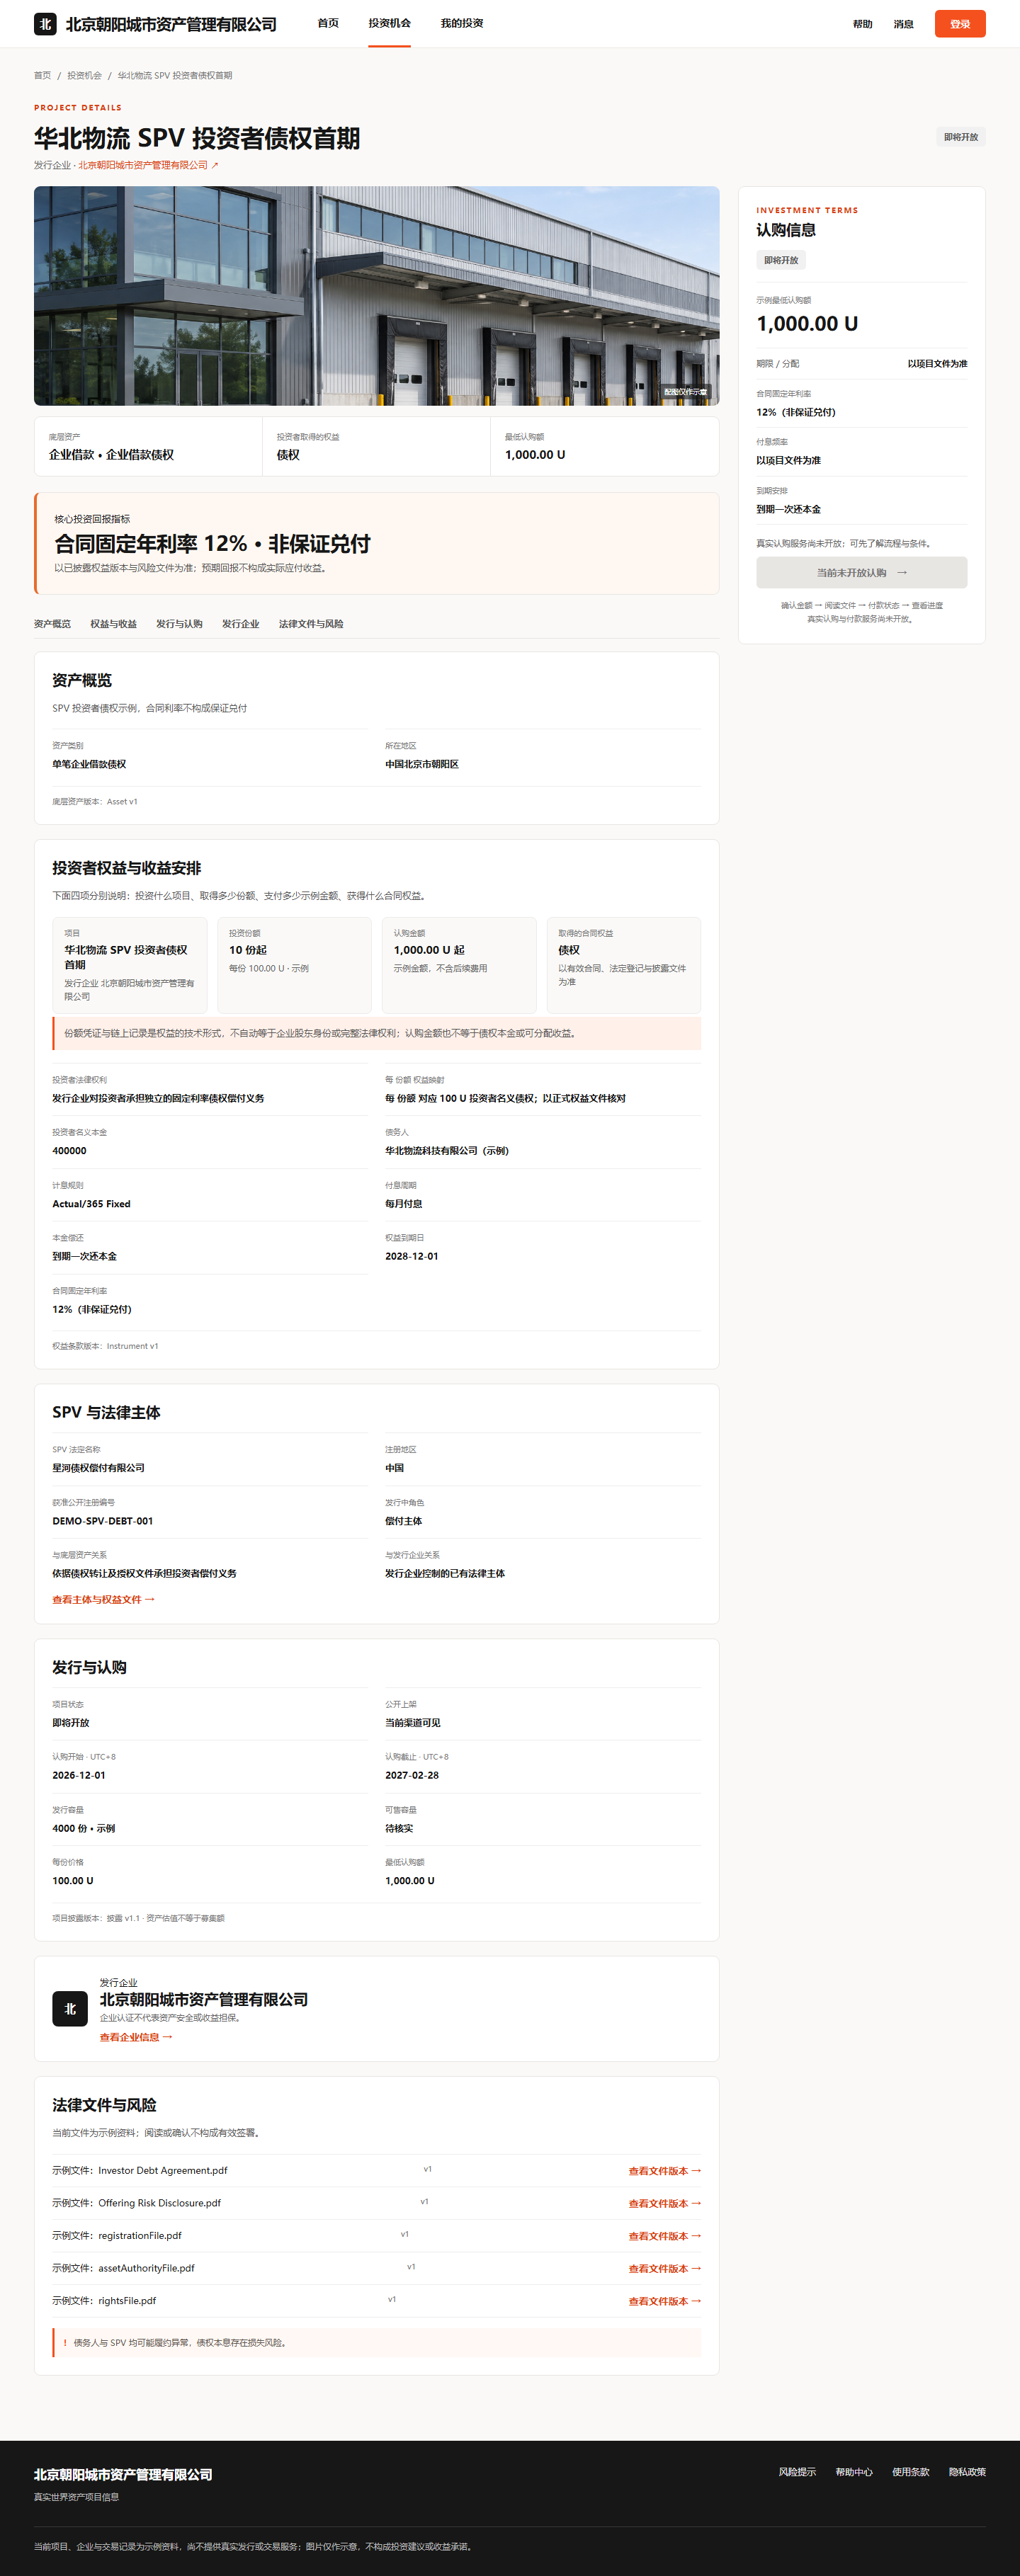 北 北京朝阳城市资产管理有限公司 首页 投资机会 我的投资 帮助 消息 登录
首页 / 投资机会 / 华北物流 SPV 投资者债权首期
PROJECT DETAILS
华北物流 SPV 投资者债权首期
即将开放
发行企业 · 北京朝阳城市资产管理有限公司 ↗
配图仅作示意
底层资产
企业借款 • 企业借款债权
投资者取得的权益
债权
最低认购额
1,000.00 U
核心投资回报指标
合同固定年利率 12% • 非保证兑付
以已披露权益版本与风险文件为准；预期回报不构成实际应付收益。
INVESTMENT TERMS
认购信息
即将开放
示例最低认购额
1,000.00 U
期限 / 分配 以项目文件为准
合同固定年利率
12%（非保证兑付）
付息频率
以项目文件为准
到期安排
到期一次还本金
真实认购服务尚未开放；可先了解流程与条件。
当前未开放认购 →
确认金额 → 阅读文件 → 付款状态 → 查看进度
真实认购与付款服务尚未开放。
资产概览 权益与收益 发行与认购 发行企业 法律文件与风险
资产概览
SPV 投资者债权示例，合同利率不构成保证兑付
资产类别
单笔企业借款债权
所在地区
中国北京市朝阳区
底层资产版本：Asset v1
投资者权益与收益安排
下面四项分别说明：投资什么项目、取得多少份额、支付多少示例金额、获得什么合同权益。
项目
华北物流 SPV 投资者债权
首期
发行企业 北京朝阳城市资产管理有
限公司
投资份额
10 份起
每份 100.00 U · 示例
认购金额
1,000.00 U 起
示例金额，不含后续费用
取得的合同权益
债权
以有效合同、法定登记与披露文件
为准
份额凭证与链上记录是权益的技术形式，不自动等于企业股东身份或完整法律权利；认购金额也不等于债权本金或可分配收益。
投资者法律权利
发行企业对投资者承担独立的固定利率债权偿付义务
每 份额 权益映射
每 份额 对应 100 U 投资者名义债权；以正式权益文件核对
投资者名义本金
400000
债务人
华北物流科技有限公司（示例）
计息规则
Actual/365 Fixed
付息周期
每月付息
本金偿还
到期一次还本金
权益到期日
2028-12-01
合同固定年利率
12%（非保证兑付）
权益条款版本：Instrument v1
SPV 与法律主体
SPV 法定名称
星河债权偿付有限公司
注册地区
中国
获准公开注册编号
DEMO-SPV-DEBT-001
发行中角色
偿付主体
与底层资产关系
依据债权转让及授权文件承担投资者偿付义务
与发行企业关系
发行企业控制的已有法律主体
查看主体与权益文件 →
发行与认购
项目状态
即将开放
公开上架
当前渠道可见
认购开始 · UTC+8
2026-12-01
认购截止 · UTC+8
2027-02-28
发行容量
4000 份 • 示例
可售容量
待核实
每份价格
100.00 U
最低认购额
1,000.00 U
项目披露版本：披露 v1.1 · 资产估值不等于募集额
北
发行企业
北京朝阳城市资产管理有限公司
企业认证不代表资产安全或收益担保。
查看企业信息 →
法律文件与风险
当前文件为示例资料；阅读或确认不构成有效签署。
示例文件：Investor Debt Agreement.pdf v1 查看文件版本 →
示例文件：Offering Risk Disclosure.pdf v1 查看文件版本 →
示例文件：registrationFile.pdf v1 查看文件版本 →
示例文件：assetAuthorityFile.pdf v1 查看文件版本 →
示例文件：rightsFile.pdf v1 查看文件版本 →
! 债务人与 SPV 均可能履约异常，债权本息存在损失风险。
北京朝阳城市资产管理有限公司
真实世界资产项目信息
风险提示 帮助中心 使用条款 隐私政策
当前项目、企业与交易记录为示例资料，尚不提供真实发行或交易服务；图片仅作示意，不构成投资建议或收益承诺。